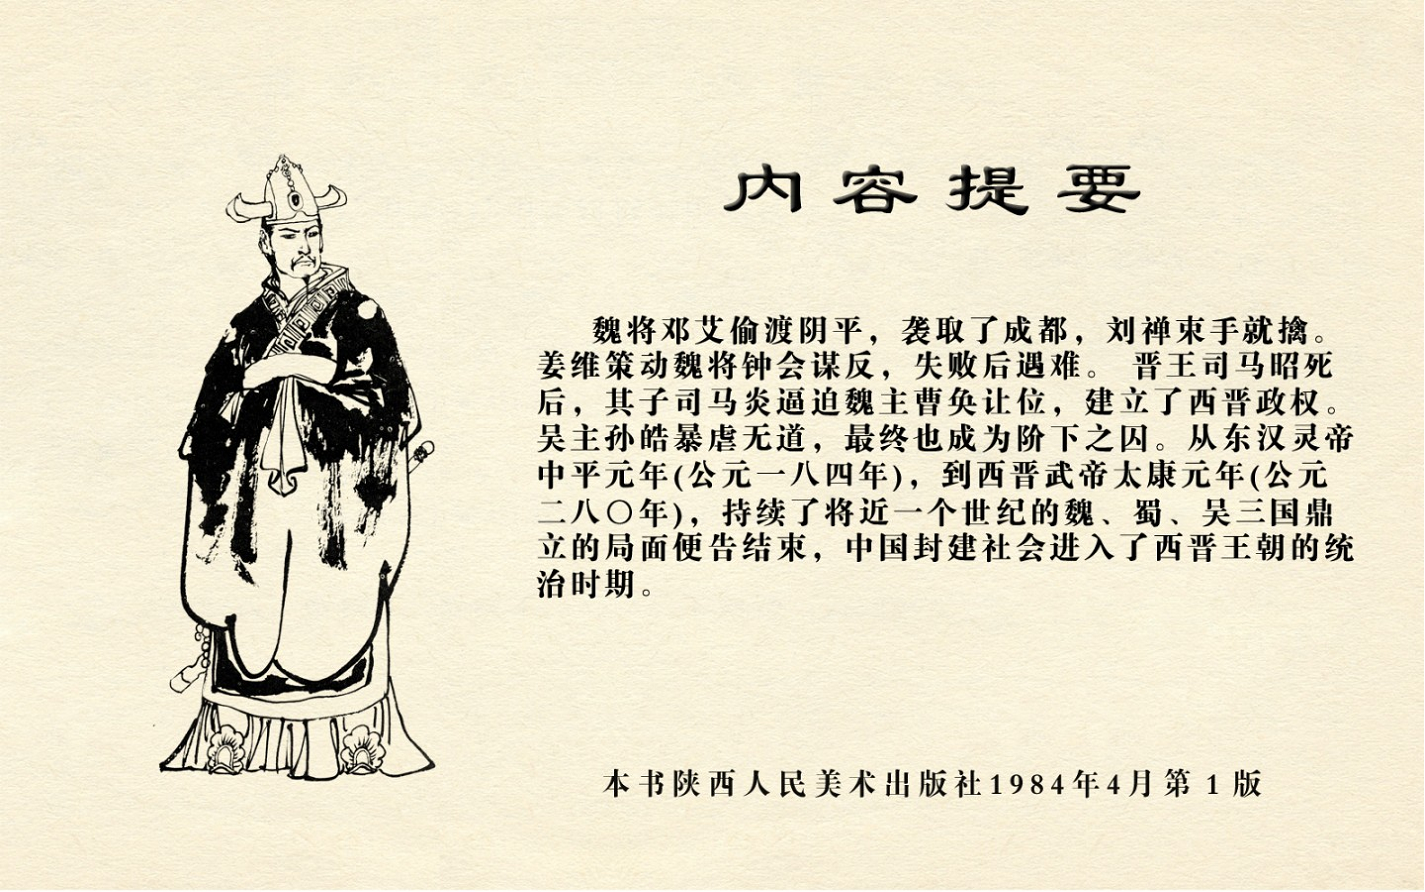 内容提要
魏将邓艾偷渡阴平，袭取了成都，刘禅束手就擒。
姜维策动魏将钟会谋反，失败后遇难。 晋王司马昭死
后，其子司马炎逼迫魏主曹奂让位，建立了西晋政权。
吴主孙皓暴虐无道，最终也成为阶下之囚。从东汉灵帝
中平元年(公元一八四年)，到西晋武帝太康元年(公元
二八〇年)，持续了将近一个世纪的魏、蜀、吴三国鼎
立的局面便告结束，中国封建社会进入了西晋王朝的统
治时期。
本书陕西人民美术出版社1984年4月第1版